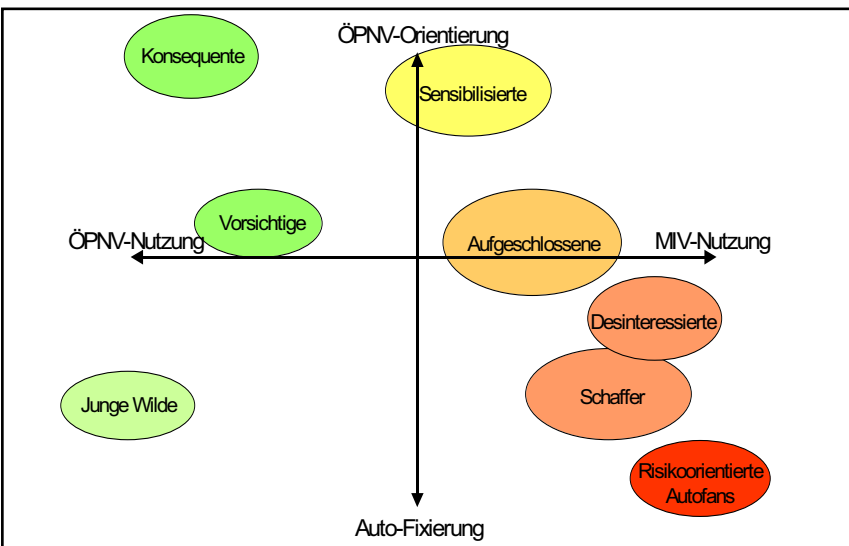 ÖPNV-Orientierung
Konsequente
Sensibilisierte
Vorsichtige
ÖPNV-Nutzung
Aufgeschlossene
MIV-Nutzung
Desinteressierte
Junge Wilde
Schaffer
Risikoorientierte
Autofans
Auto-Fixierung